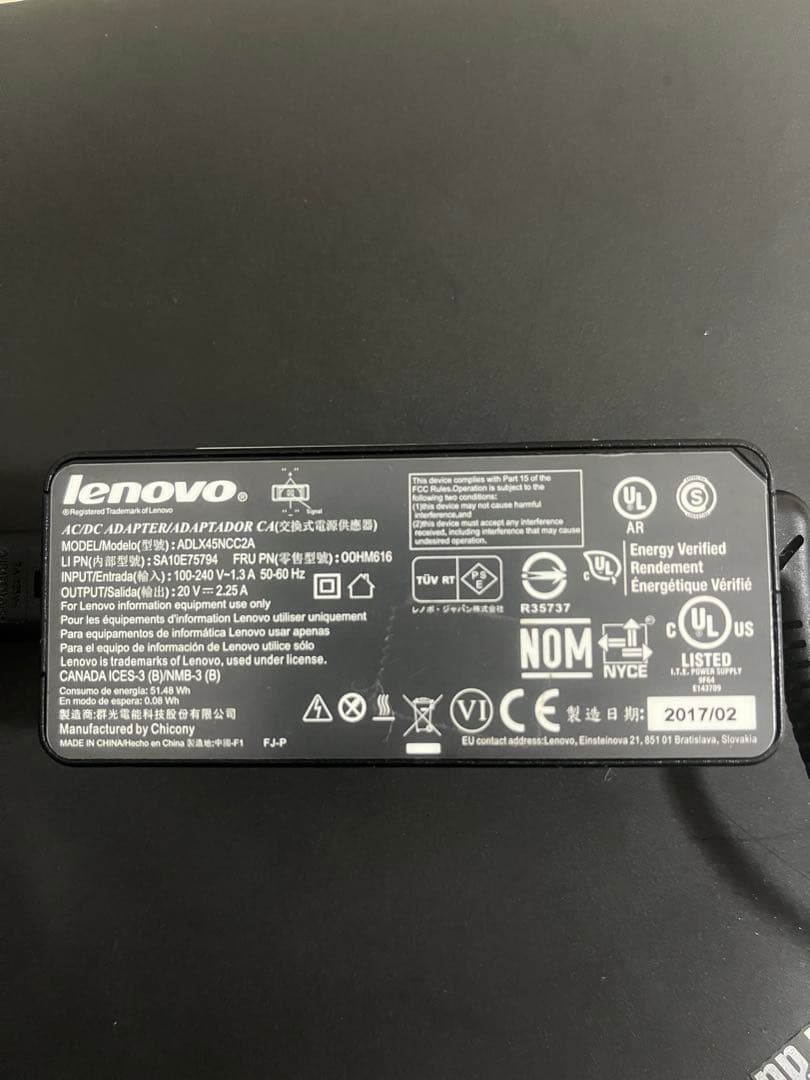 lenovo®
®Registered Trademark of Lenovo
Signal
AC/DC ADAPTER/ADAPTADOR CA(交換式電源供應器)
MODEL/Modelo(型號):ADLX45NCC2A
LI PN(內部型號):SA10E75794 FRU PN(零售型號):00HM616
INPUT/Entrada(輸入):100-240 V~1.3 A 50-60 Hz
OUTPUT/Salida(輸出):20 V⎓2.25 A
For Lenovo information equipment use only
Pour les équipements d'information Lenovo utiliser uniquement
Para equipamentos de informática Lenovo usar apenas
Para el equipo de información de Lenovo utilice sólo
Lenovo is trademarks of Lenovo, used under license.
CANADA ICES-3 (B)/NMB-3 (B)
Consumo de energía: 51.48 Wh
En modo de espera: 0.08 Wh
製造商:群光電能科技股份有限公司
Manufactured by Chicony
MADE IN CHINA/Hecho en China 製造地:中國-F1 FJ-P
This device complies with Part 15 of the
FCC Rules.Operation is subject to the
following two conditions:
(1)this device may not cause harmful
interference,and
(2)this device must accept any interference
received, including interference that may cause
undesired operation.
UL
AR
S
TÜV RT
PS
E
レノボ・ジャパン株式会社
R35737
C UL
Energy Verified
Rendement
Énergétique Vérifié
NOM
NYCE
C UL US
LISTED
I.T.E. POWER SUPPLY
9F64
E143709
VI
CE
製造日期:
2017/02
EU contact address:Lenovo, Einsteinova 21, 851 01 Bratislava, Slovakia